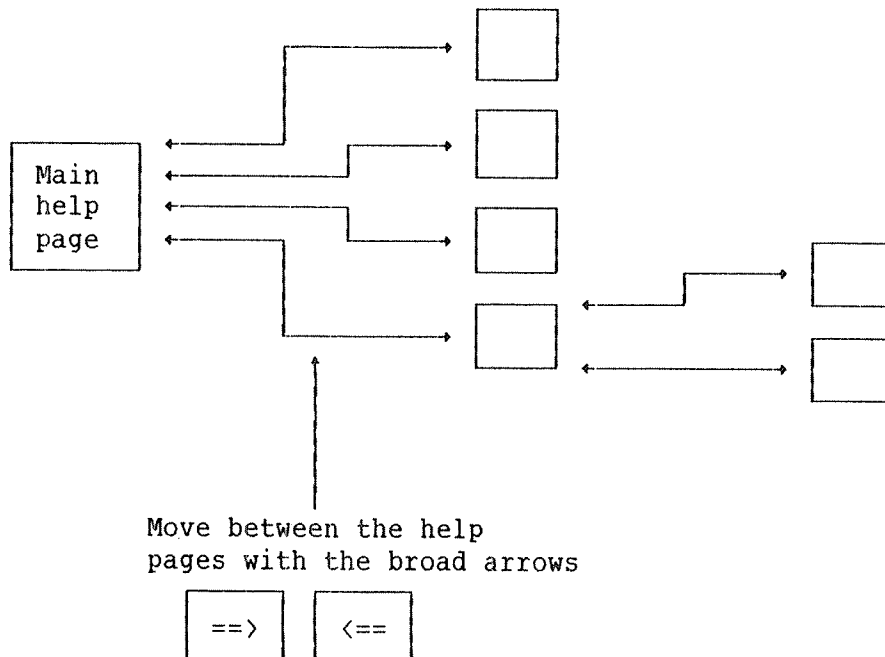 Main
help
page
Move between the help
pages with the broad arrows
==> <==